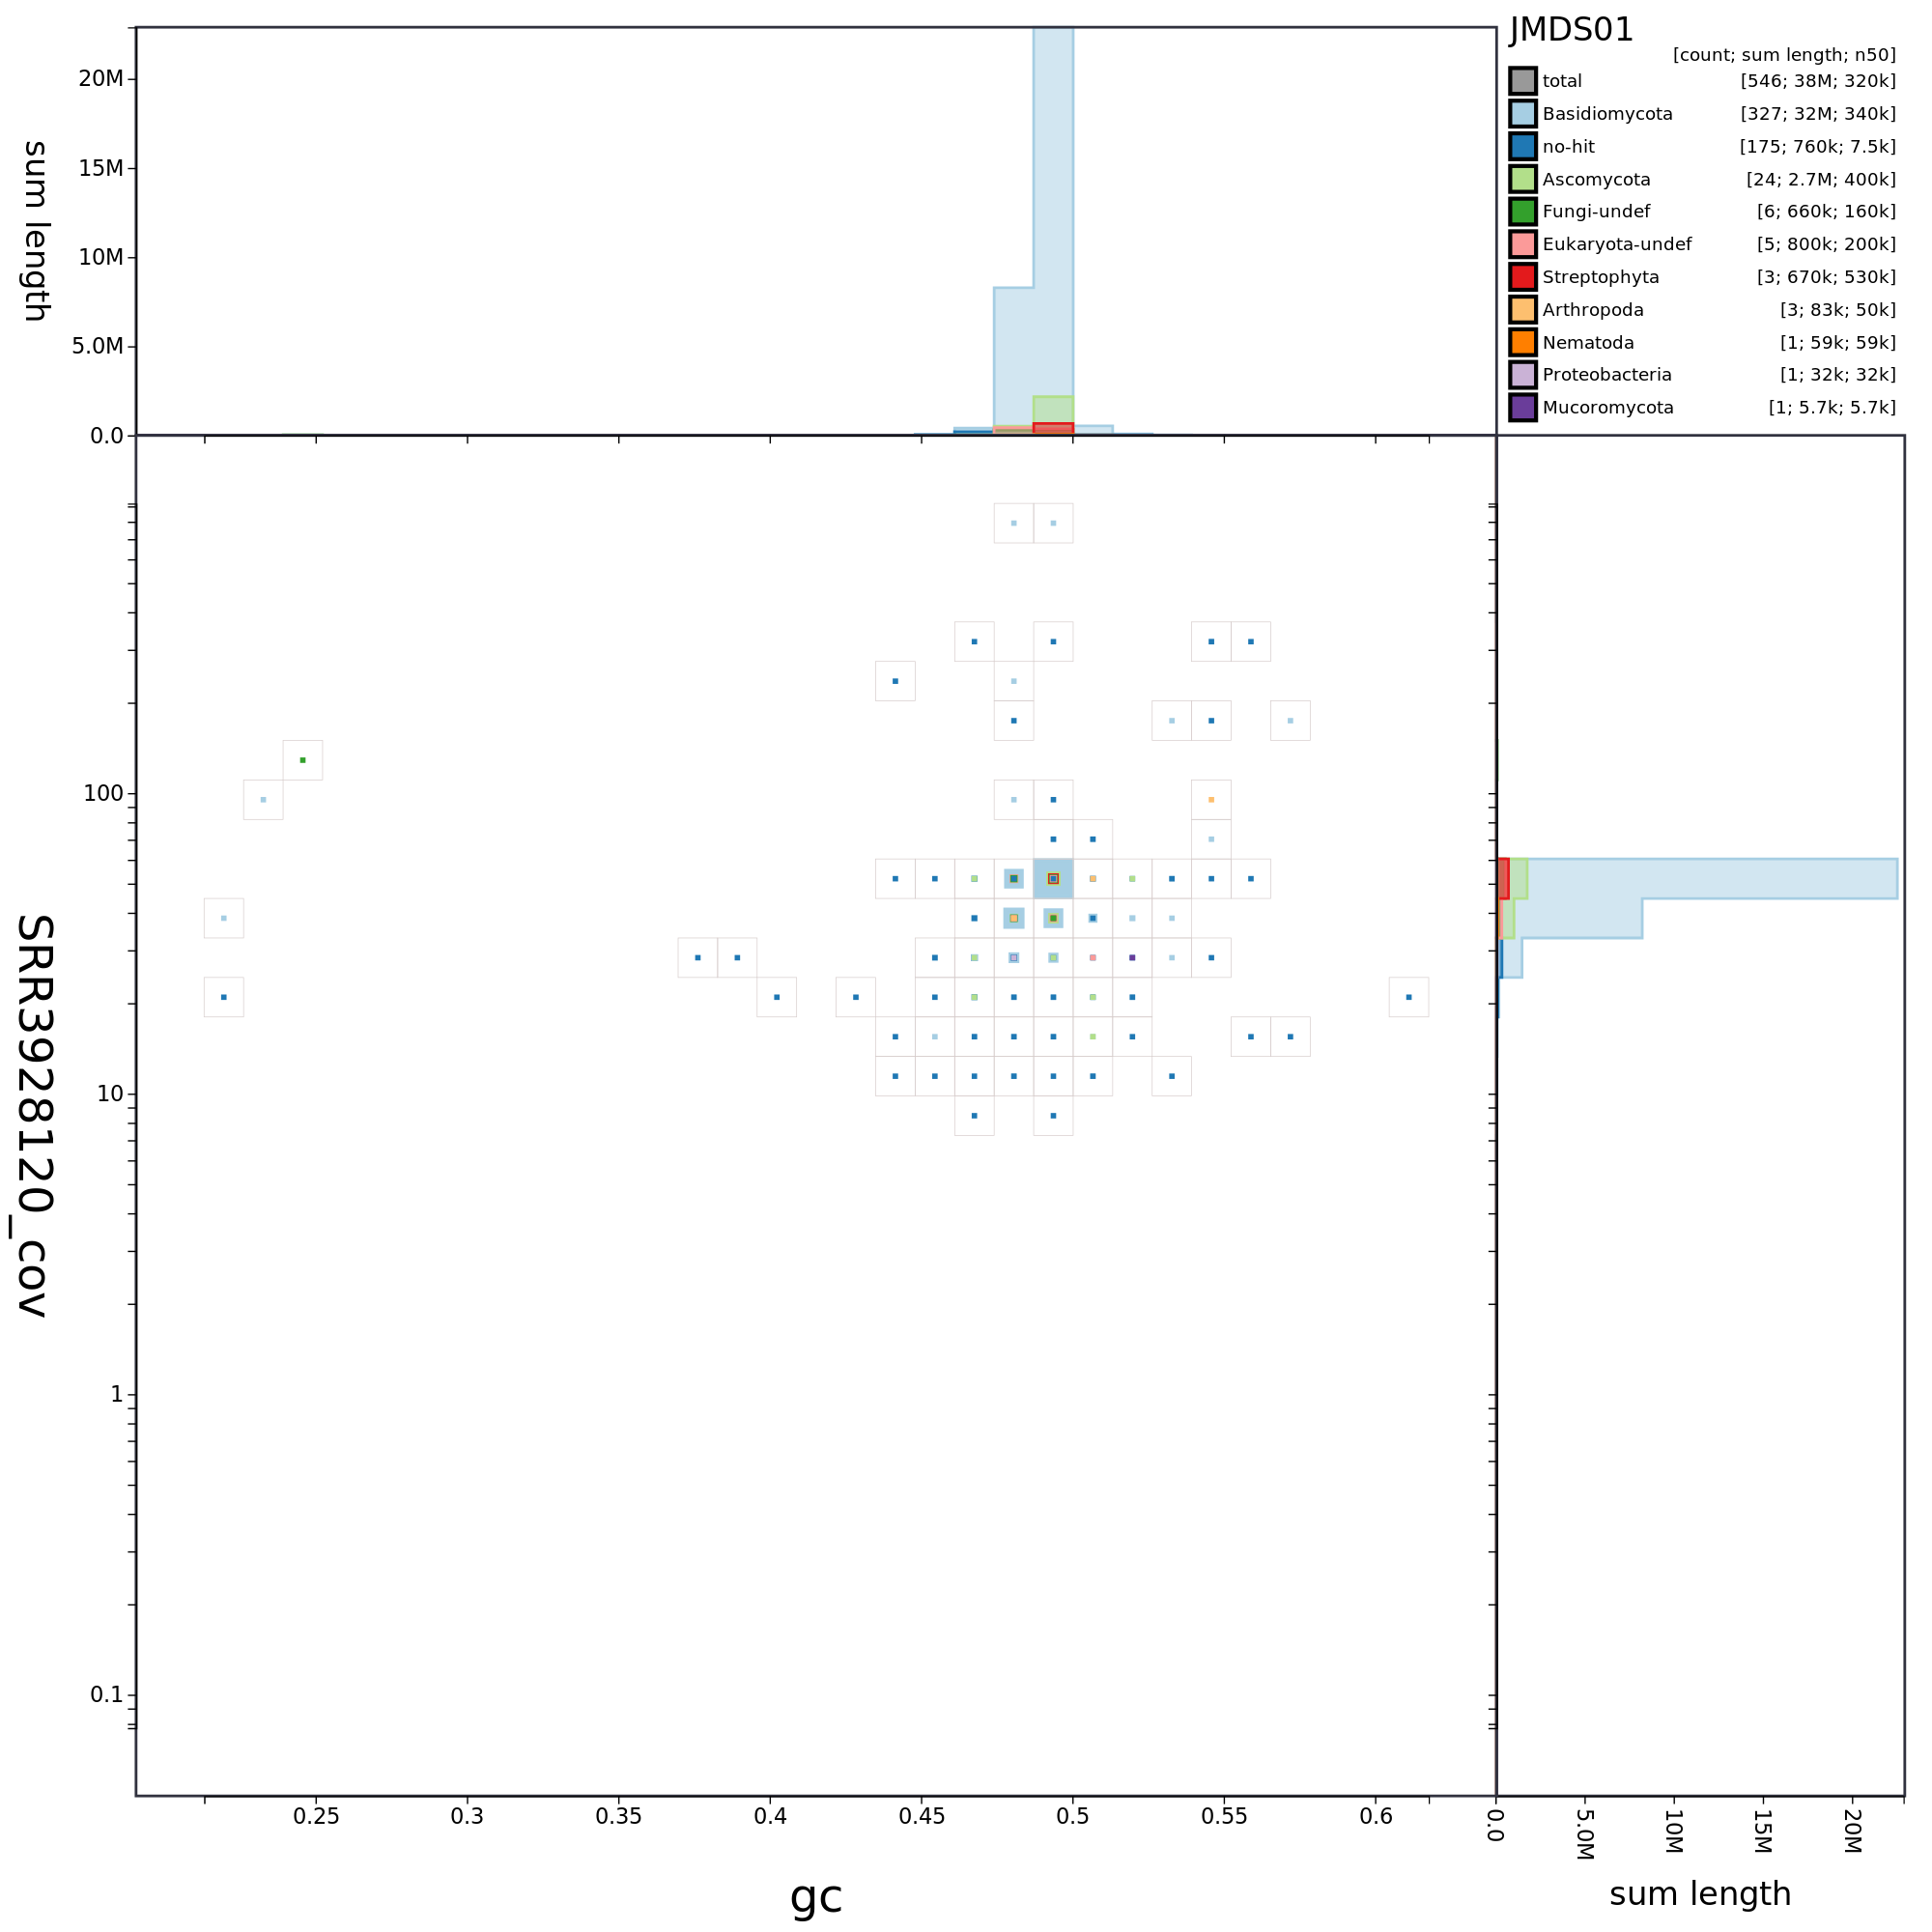 JMDS01
[count; sum length; n50]
total [546; 38M; 320k]
Basidiomycota [327; 32M; 340k]
no-hit [175; 760k; 7.5k]
Ascomycota [24; 2.7M; 400k]
Fungi-undef [6; 660k; 160k]
Eukaryota-undef [5; 800k; 200k]
Streptophyta [3; 670k; 530k]
Arthropoda [3; 83k; 50k]
Nematoda [1; 59k; 59k]
Proteobacteria [1; 32k; 32k]
Mucoromycota [1; 5.7k; 5.7k]
sum length
20M
15M
10M
5.0M
0.0
SRR3928120_cov
100
10
1
0.1
0.25 0.3 0.35 0.4 0.45 0.5 0.55 0.6
gc
0.0 5.0M 10M 15M 20M
sum length